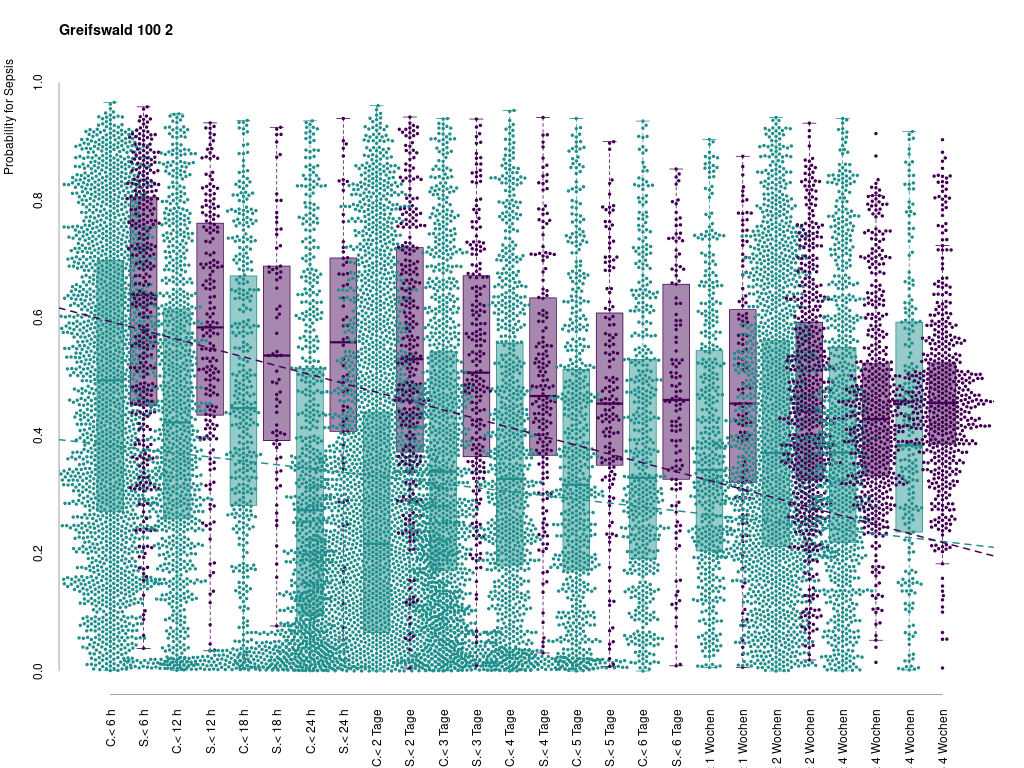 Greifswald 100 2
Probability for Sepsis
1.0
0.8
0.6
0.4
0.2
0.0
C.< 6 h
S.< 6 h
C.< 12 h
S.< 12 h
C.< 18 h
S.< 18 h
C.< 24 h
S.< 24 h
C.< 2 Tage
S.< 2 Tage
C.< 3 Tage
S.< 3 Tage
C.< 4 Tage
S.< 4 Tage
C.< 5 Tage
S.< 5 Tage
C.< 6 Tage
S.< 6 Tage
1 Wochen
1 Wochen
2 Wochen
2 Wochen
4 Wochen
4 Wochen
4 Wochen
4 Wochen